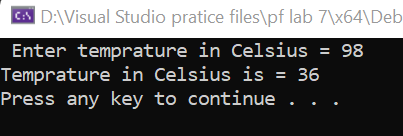 D:\Visual Studio pratice files\pf lab 7\x64\Deb
Enter temprature in Celsius = 98
Temprature in Celsius is = 36
Press any key to continue . . .